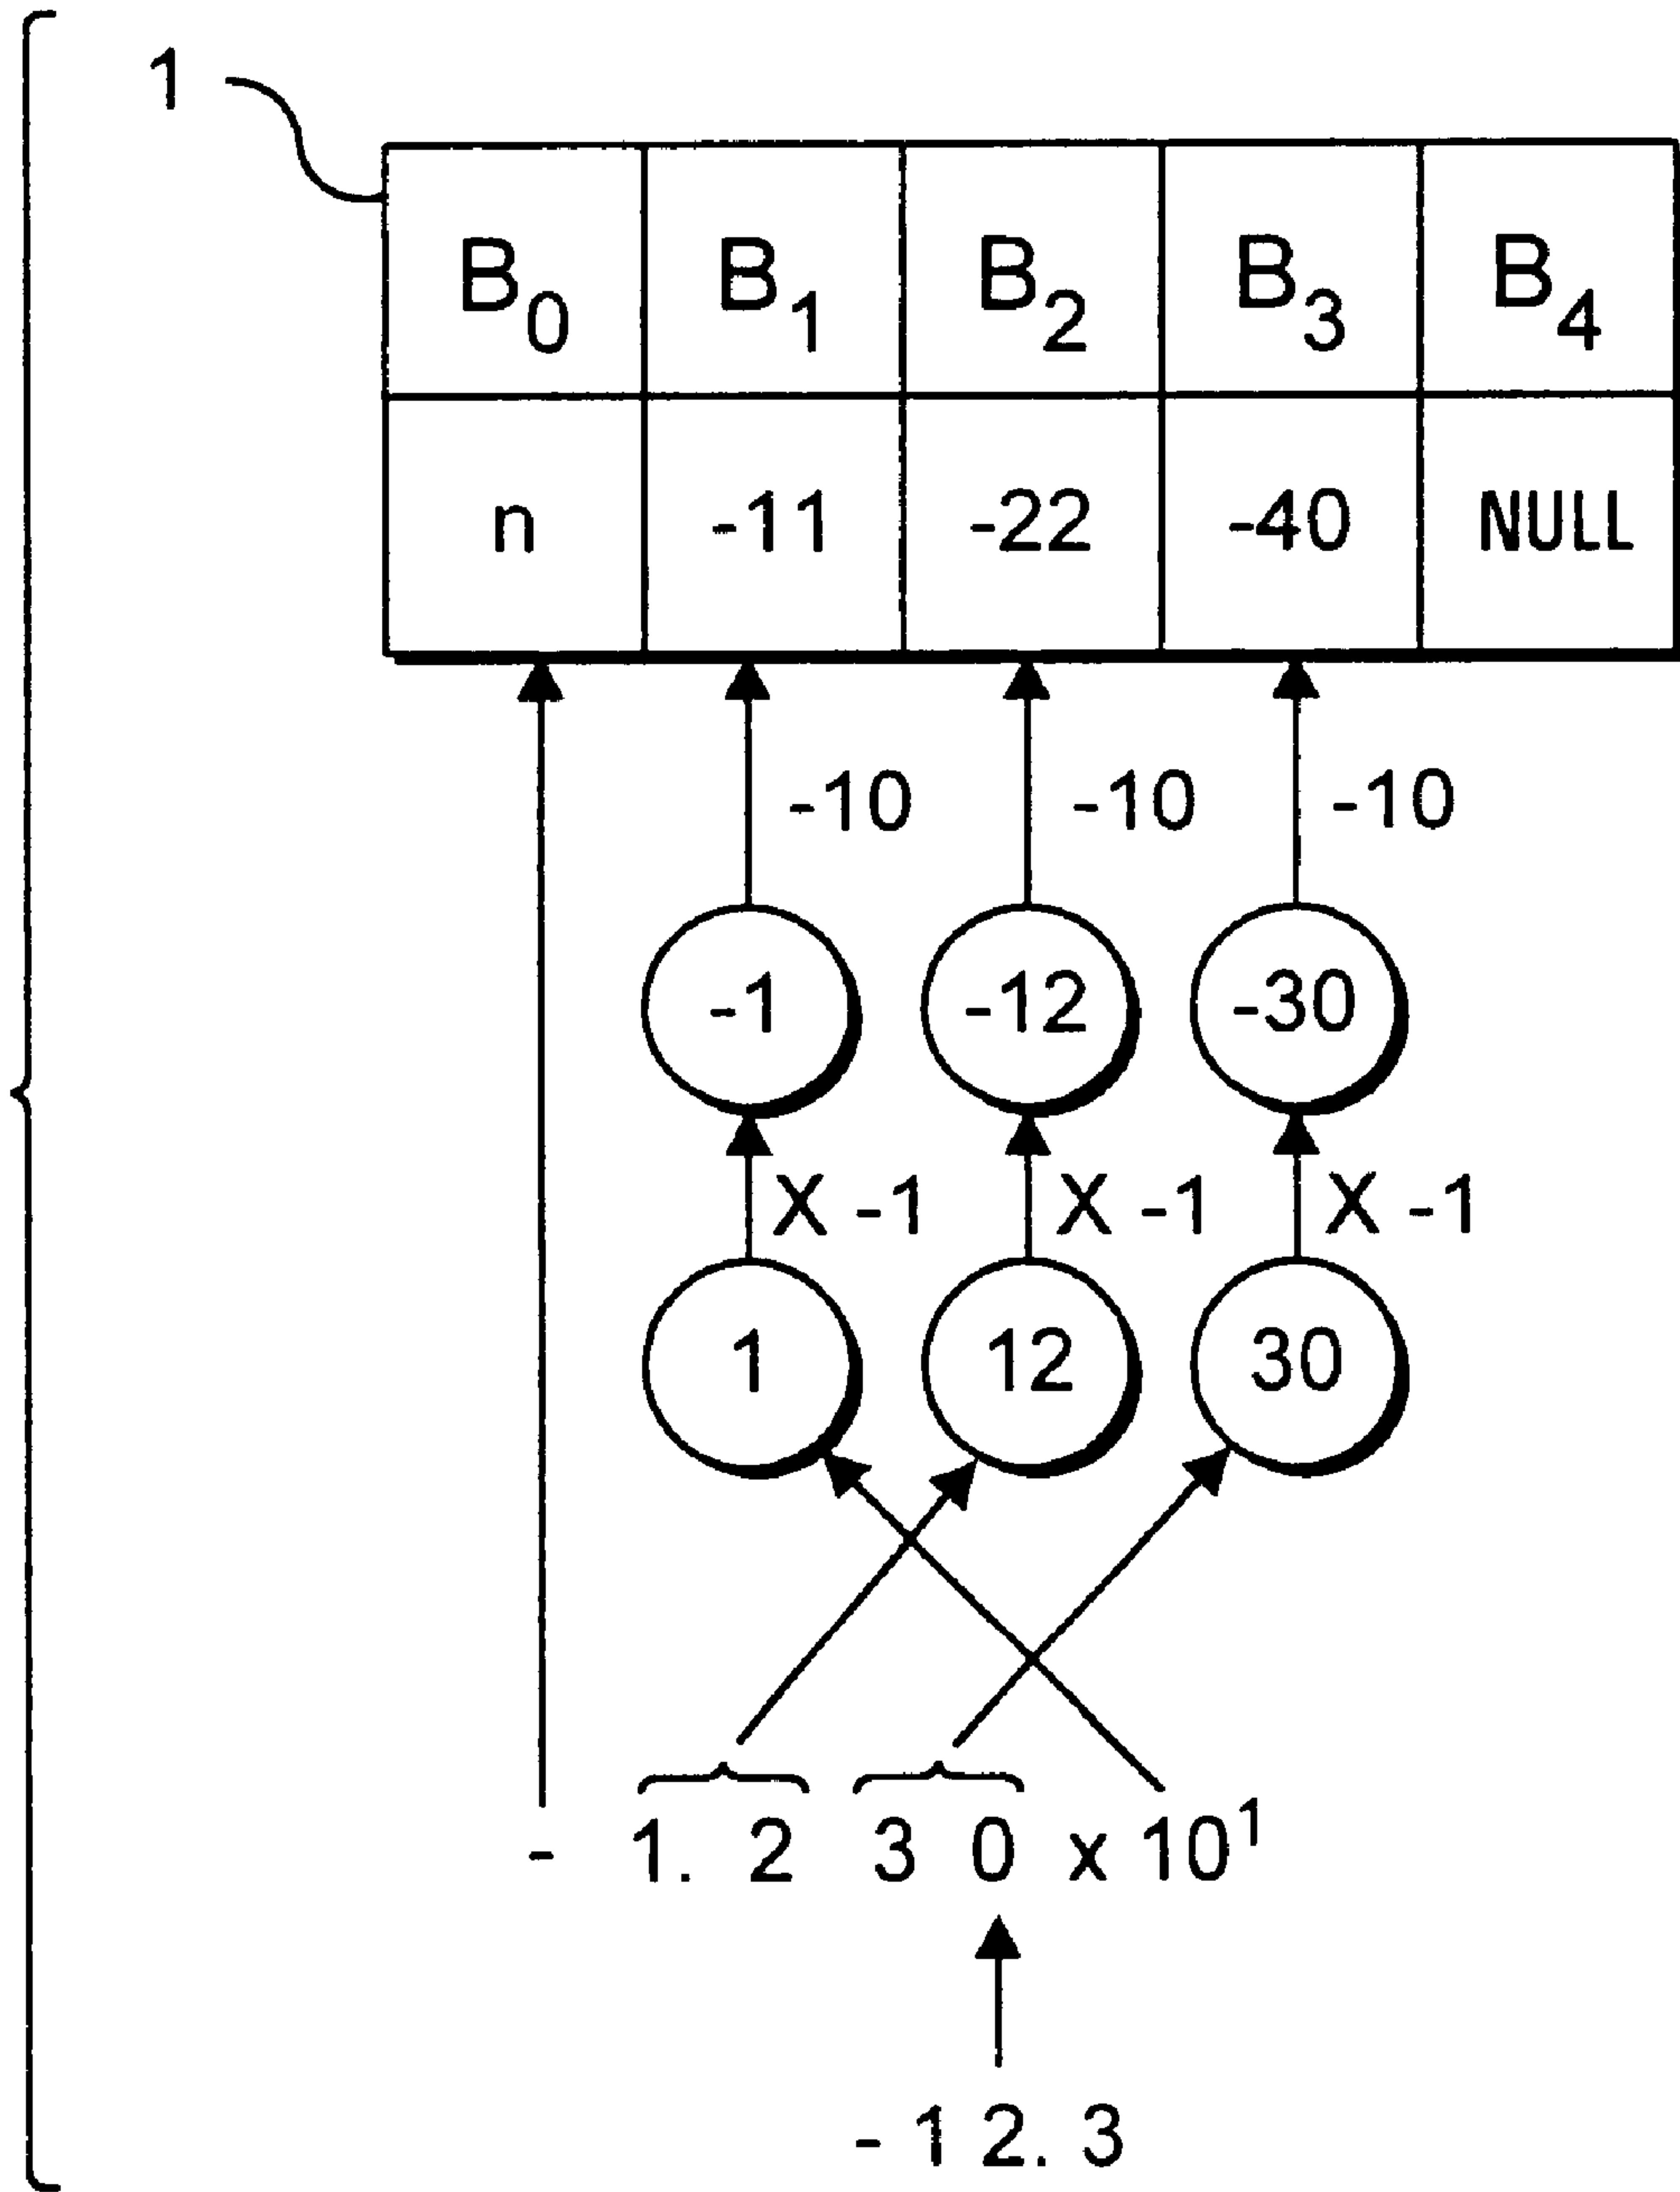 1
B0 B1 B2 B3 B4
n -11 -22 -40 NULL
-10 -10 -10
-1 -12 -30
X -1 X -1 X -1
1 12 30
- 1. 2 3 0 x 10¹
- 1 2. 3